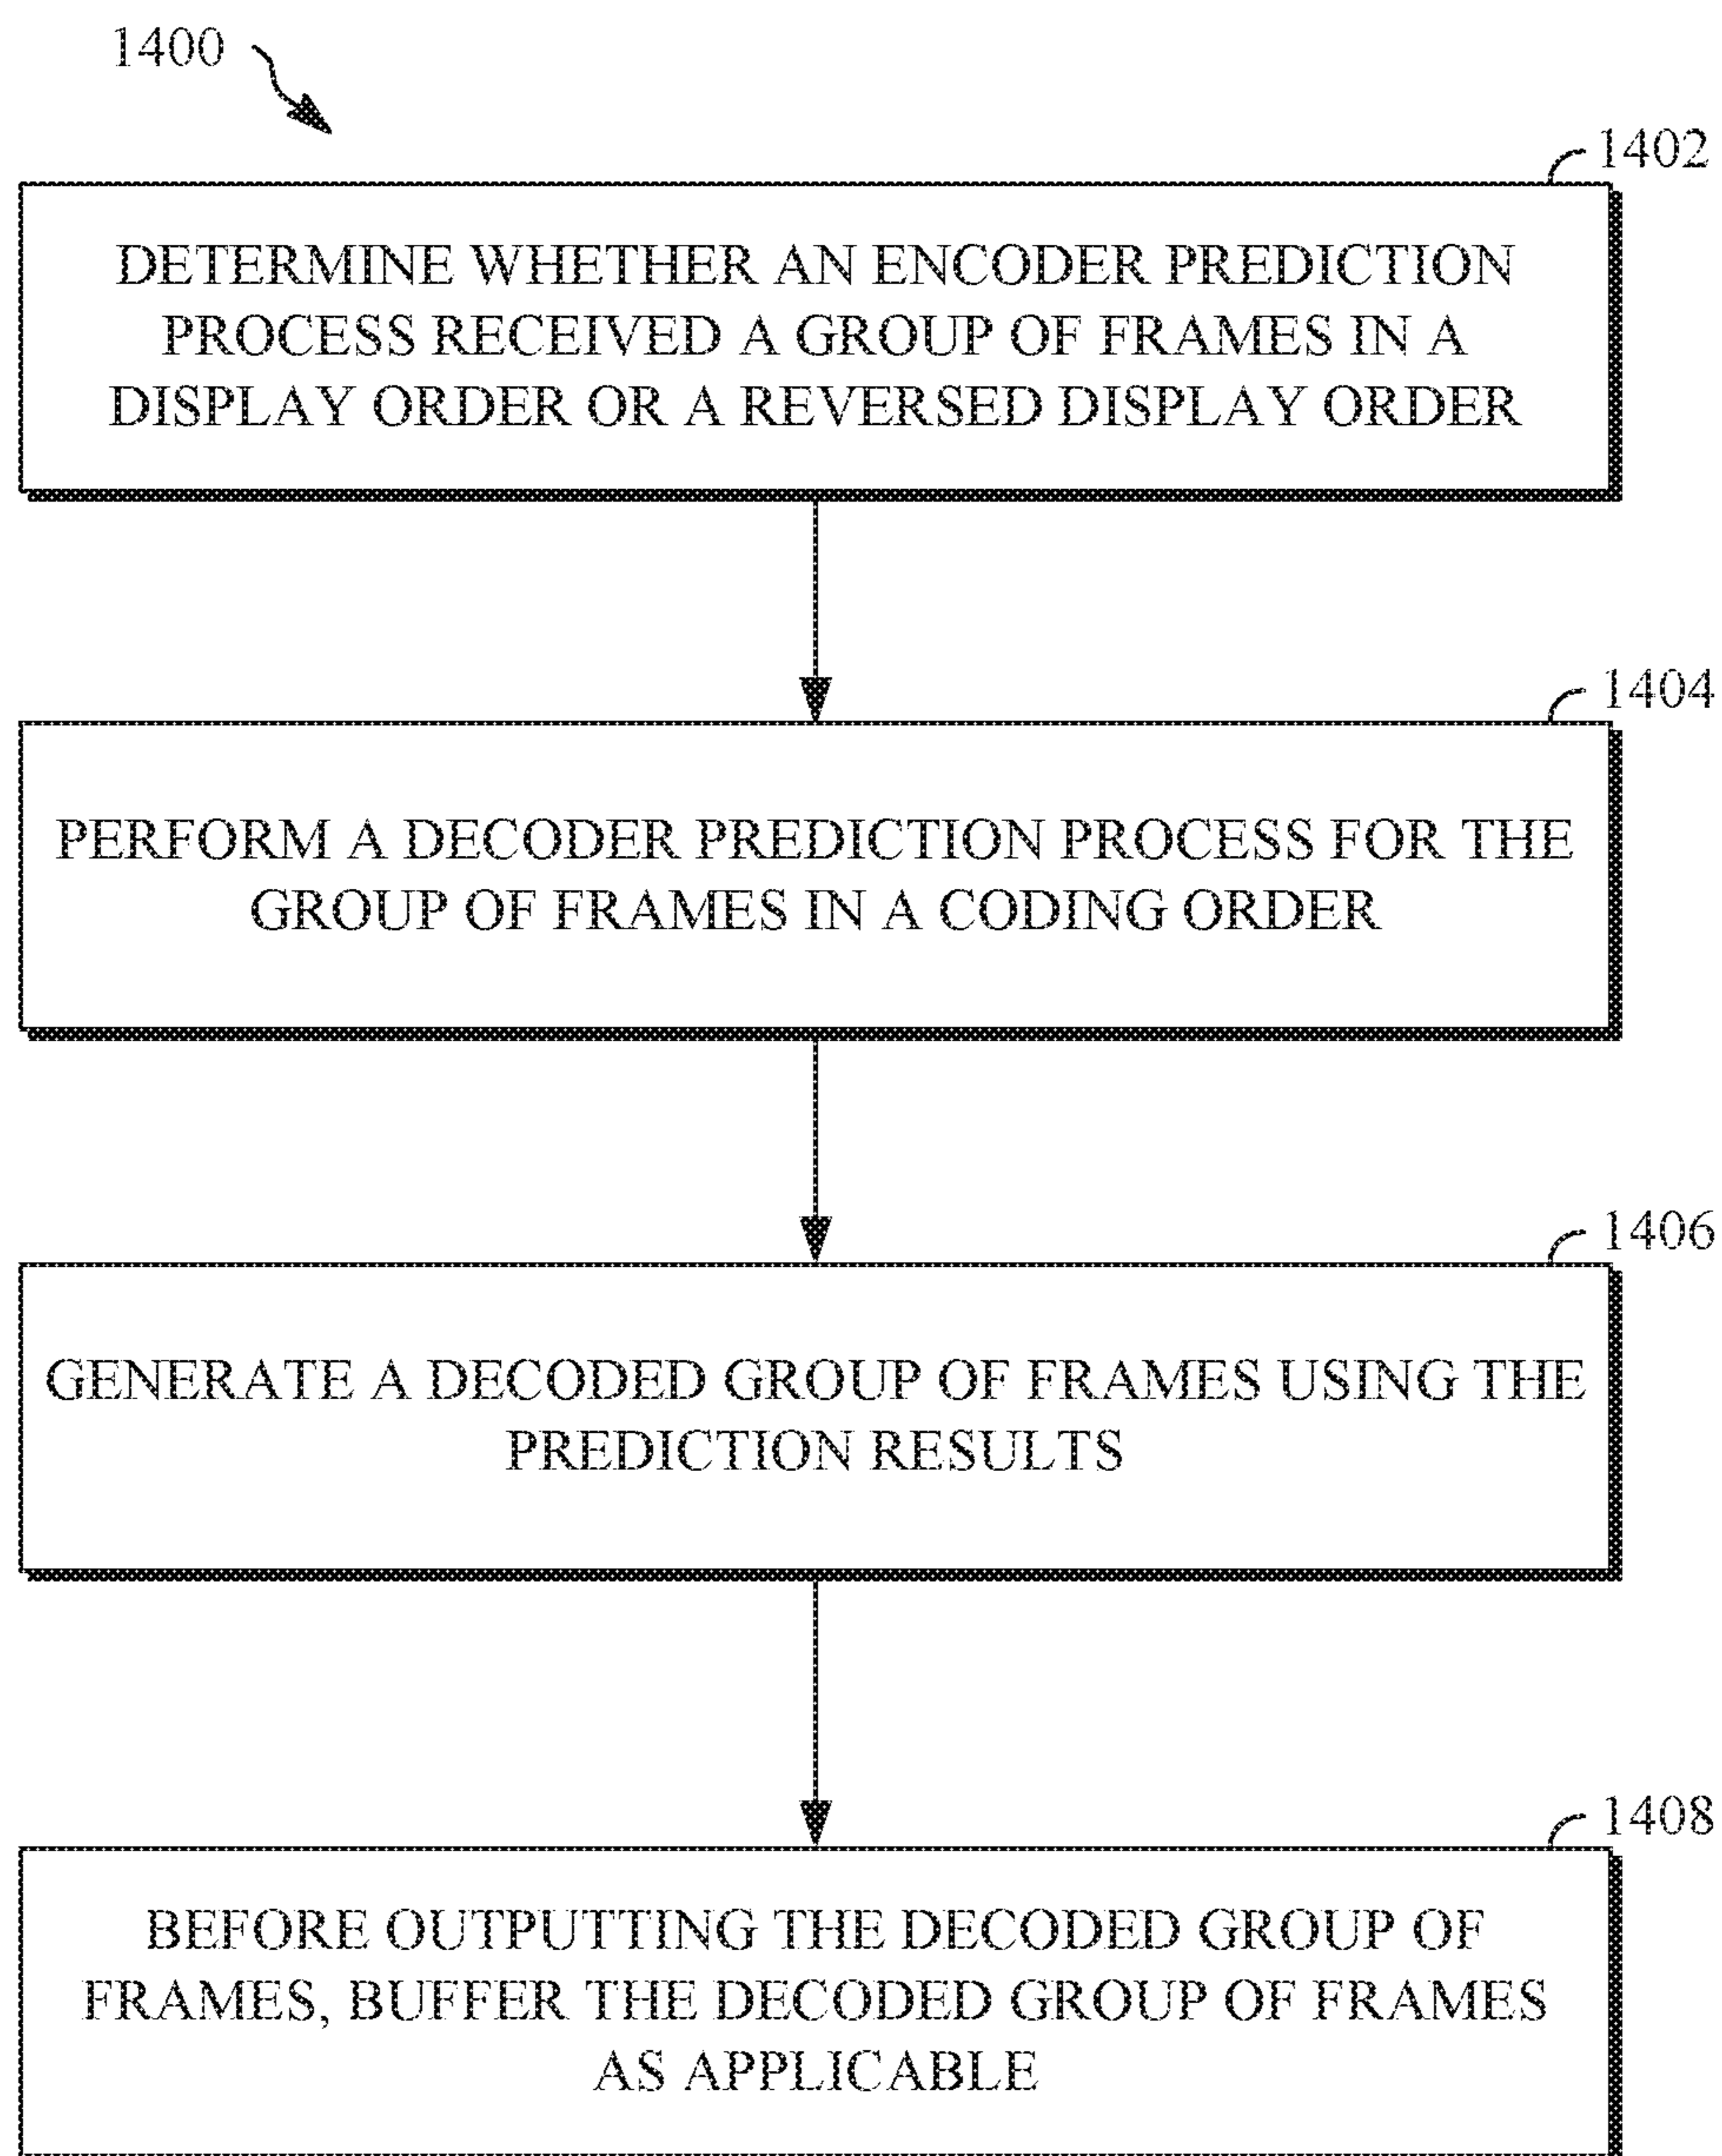 1400
1402
DETERMINE WHETHER AN ENCODER PREDICTION
PROCESS RECEIVED A GROUP OF FRAMES IN A
DISPLAY ORDER OR A REVERSED DISPLAY ORDER
1404
PERFORM A DECODER PREDICTION PROCESS FOR THE
GROUP OF FRAMES IN A CODING ORDER
1406
GENERATE A DECODED GROUP OF FRAMES USING THE
PREDICTION RESULTS
1408
BEFORE OUTPUTTING THE DECODED GROUP OF
FRAMES, BUFFER THE DECODED GROUP OF FRAMES
AS APPLICABLE